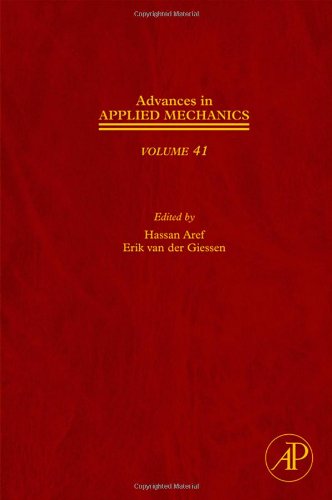 Advances in
APPLIED MECHANICS
VOLUME 41
Edited by
Hassan Aref
Erik van der Giessen
AP